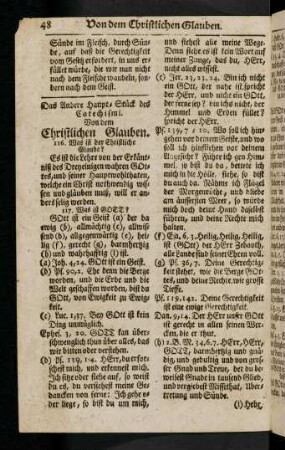 48 Von dem Christlichen Glauben.
Sünde im Fleisch, durch Sün-
de, auf daß die Gerechtigkeit
vom Gesetz erfordert, in uns er-
füllet würde, die wir nun nicht
nach dem Fleische wandeln, son-
dern nach dem Geist.
Das Andere Haupt-Stück des
Catechismi.
Von dem
Christlichen Glauben.
116. Was ist der Christliche
Glaube?
Es ist die Lehre von der Erkänt-
niß des Dreyeinigen wahren GOt-
tes, und seiner Hauptwohlthaten,
welche ein Christ nothwendig wis-
sen und gläuben muß, will er an-
ders selig werden.
117. Was ist GOTT?
GOtt ist ein Geist (a) der da
ewig (b), allmächtig (c), allwis-
send (d), allgegenwärtig (e), hei-
lig (f), gerecht (g), barmhertzig
(h) und wahrhafftig ist (i).
(a) Joh. 4,24. GOtt ist ein Geist.
(b) Ps. 90,2. Ehe denn die Berge
worden, und die Erde und die
Welt geschaffen worden, bist du
GOtt, von Ewigkeit zu Ewig-
keit.
(c) Luc. 1,37. Bey GOtt ist kein
Ding unmüglich.
Ephes. 3, 20. GOtt kan über-
schwenglich thun über alles, das
wir bitten oder verstehen.
(d) Ps. 139, 1.4. HErr, du erfor-
schest mich, und erkennest mich.
Ich sitze oder stehe auf, so weist
du es, du verstehest meine Ge-
dancken von ferne: Ich gehe o-
der liege, so bist du um mich,
und siehest alle meine Wege.
Denn siehe es ist kein Wort auf
meiner Zunge, das du, HErr,
nicht alles wissest.
(e) Jer. 23, 23. 24. Bin ich nicht
ein GOtt, der nahe ist, spricht
der HErr, und nicht ein GOtt,
der ferne sey? bin ichs nicht, der
Himmel und Erden füllet?
spricht der HErr.
Ps. 139, 7 : 10. Wo soll ich hin-
gehen vor deinem Geist, und wo
soll ich hinfliehen vor deinem
Angesicht? Führe ich gen Him-
mel, so bist du da, bettete ich
mich in die Hölle, siehe, so bist
du auch da. Nähme ich Flügel
der Morgenröthe, und bliebe
am äussersten Meer, so würde
mich doch deine Hand daselbst
führen, und deine Rechte mich
halten.
(f) Esa. 6, 3. Heilig, Heilig, Heilig,
ist (GOtt) der HErr Zebaoth,
alle Lande sind seiner Ehren voll.
(g) Ps. 36, 7. Deine Gerechtig-
keit stehet, wie die Berge GOt-
tes, und deine Rechte, wie grosse
Tieffe.
Ps. 119, 142. Deine Gerechtigkeit
ist eine ewige Gerechtigkeit.
Dan. 9, 14. Der HErr unser GOtt
ist gerecht in allen seinen Wer-
cken, die er thut.
(h) 2. B. M. 34, 6. 7. HErr, HErr,
GOTT, barmhertzig und gnä-
dig, und geduldig und von gros-
ser Gnad und Treue, der du be-
weisest Gnade in tausend Glied,
und vergiebest Missethat, Uber-
tretung und Sünde.
(i) Hebr.